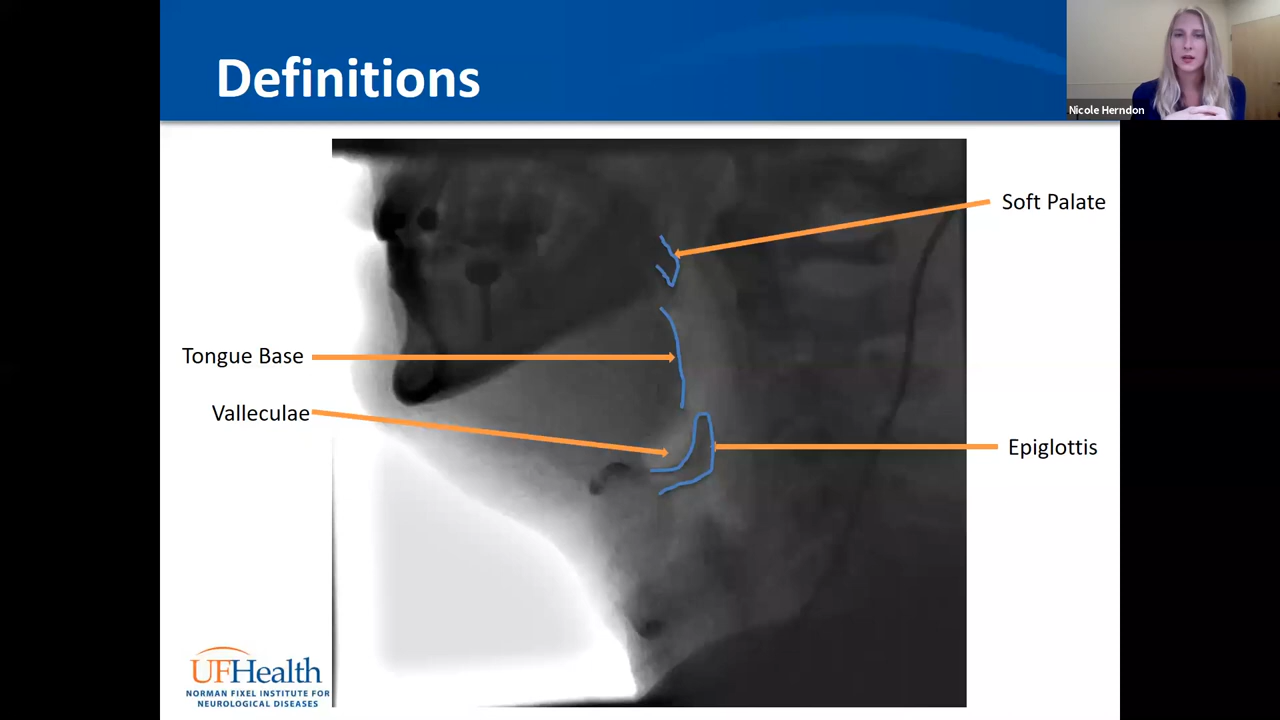 Definitions
Nicole Herndon
Soft Palate
Tongue Base
Valleculae
Epiglottis
UFHealth
NORMAN FIXEL INSTITUTE FOR
NEUROLOGICAL DISEASES